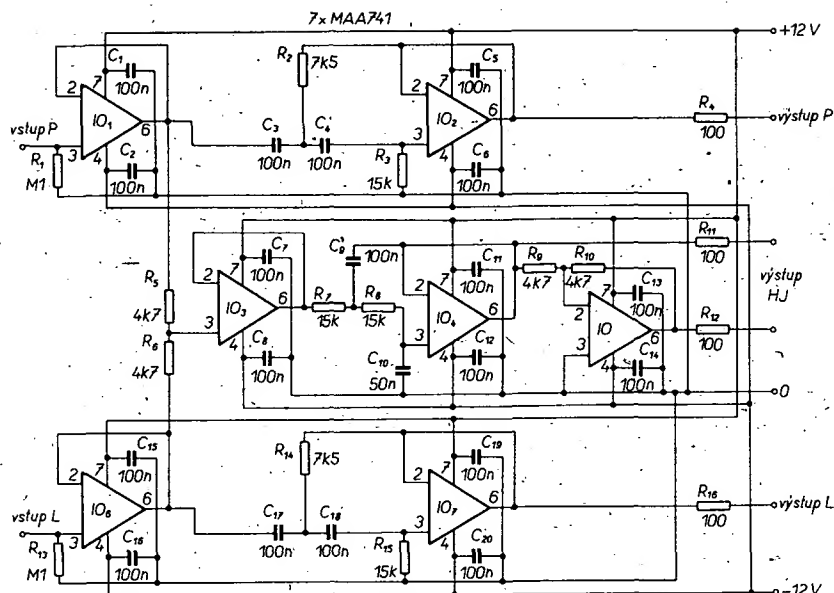 7x MAA741
+12 V
C1
100n
R2
7k5
C5
100n
2
7
IO1
6
3
4
vstup P
R1
M1
C2
100n
C3
100n
C4
100n
R3
15k
2
7
IO2
6
3
4
C6
100n
R4
100
výstup P
R5
4k7
R6
4k7
C7
100n
2
7
IO3
6
3
4
C8
100n
R7
15k
C9
100n
R8
15k
C10
50n
C11
100n
2
7
IO4
6
3
4
C12
100n
R9
4k7
R10
4k7
C13
100n
2
7
IO
6
3
4
C14
100n
R11
100
výstup HJ
R12
100
0
C15
100n
2
7
IO6
6
3
4
vstup L
R13
M1
C16
100n
R14
7k5
C17
100n
C18
100n
R15
15k
C19
100n
2
7
IO7
6
3
4
C20
100n
R16
100
výstup L
-12 V